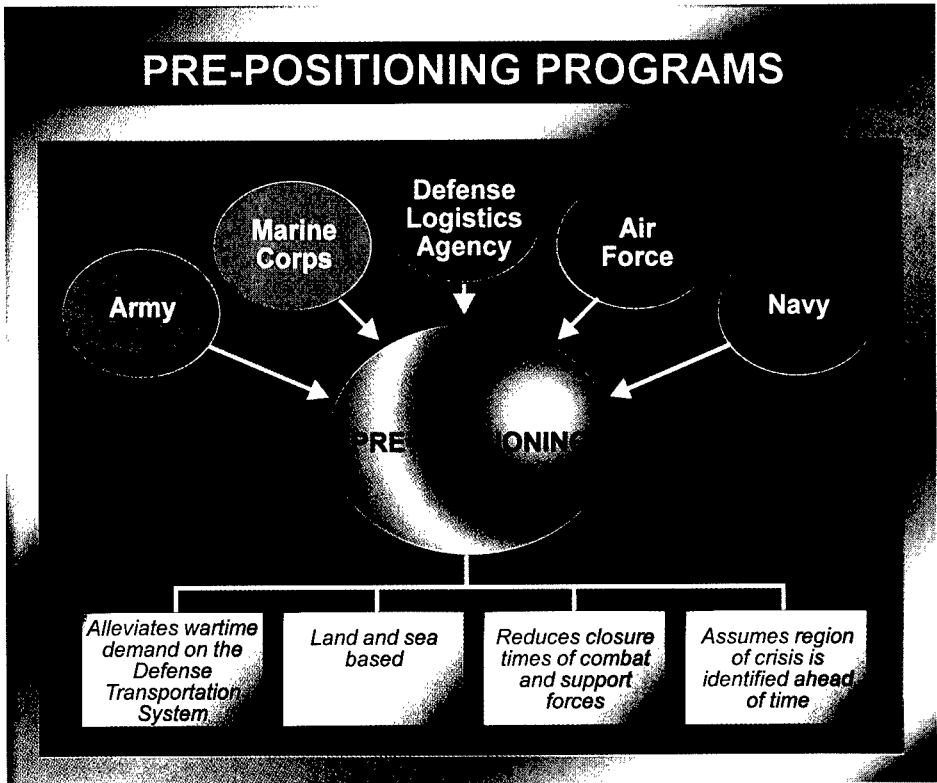 PRE-POSITIONING PROGRAMS
Army
Marine
Corps
Defense
Logistics
Agency
Air
Force
Navy
PRE IONING
Alleviates wartime
demand on the
Defense
Transportation
System
Land and sea
based
Reduces closure
times of combat
and support
forces
Assumes region
of crisis is
identified ahead
of time